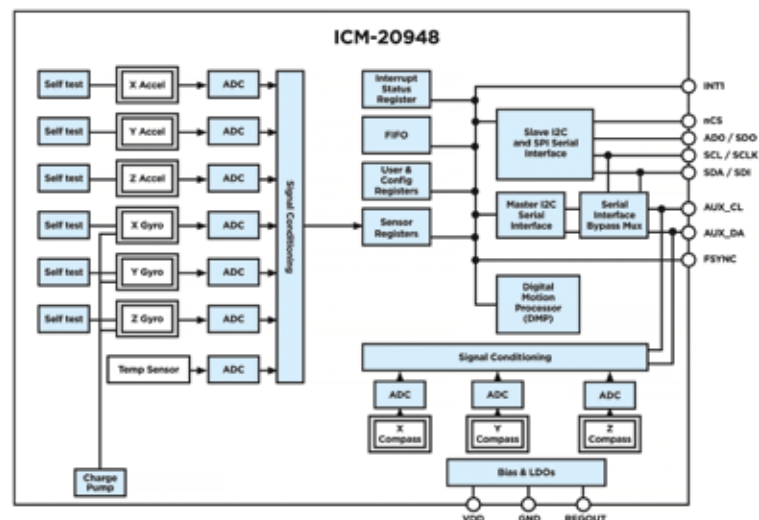 ICM-20948
Self test
X Accel
ADC
Self test
Y Accel
ADC
Self test
Z Accel
ADC
Self test
X Gyro
ADC
Self test
Y Gyro
ADC
Self test
Z Gyro
ADC
Temp Sensor
ADC
Charge
Pump
Signal Conditioning
Interrupt
Status
Register
FIFO
User &
Config
Registers
Sensor
Registers
Slave I2C
and SPI Serial
Interface
Master I2C
Serial
Interface
Serial
Interface
Bypass Mux
Digital
Motion
Processor
(DMP)
INT1
nCS
AD0 / SDO
SCL / SCLK
SDA / SDI
AUX_CL
AUX_DA
FSYNC
Signal Conditioning
ADC
ADC
ADC
X
Compass
Y
Compass
Z
Compass
Bias & LDOs
VDD
GND
REGOUT